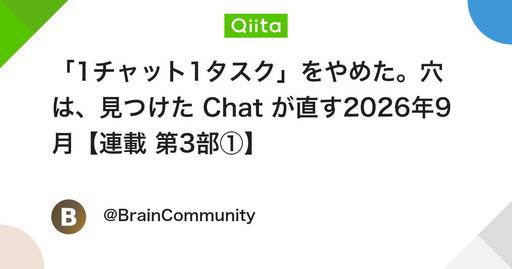 Qiita
「1チャット1タスク」をやめた。穴
は、見つけた Chat が直す2026年9
月【連載 第3部①】
B
@BrainCommunity